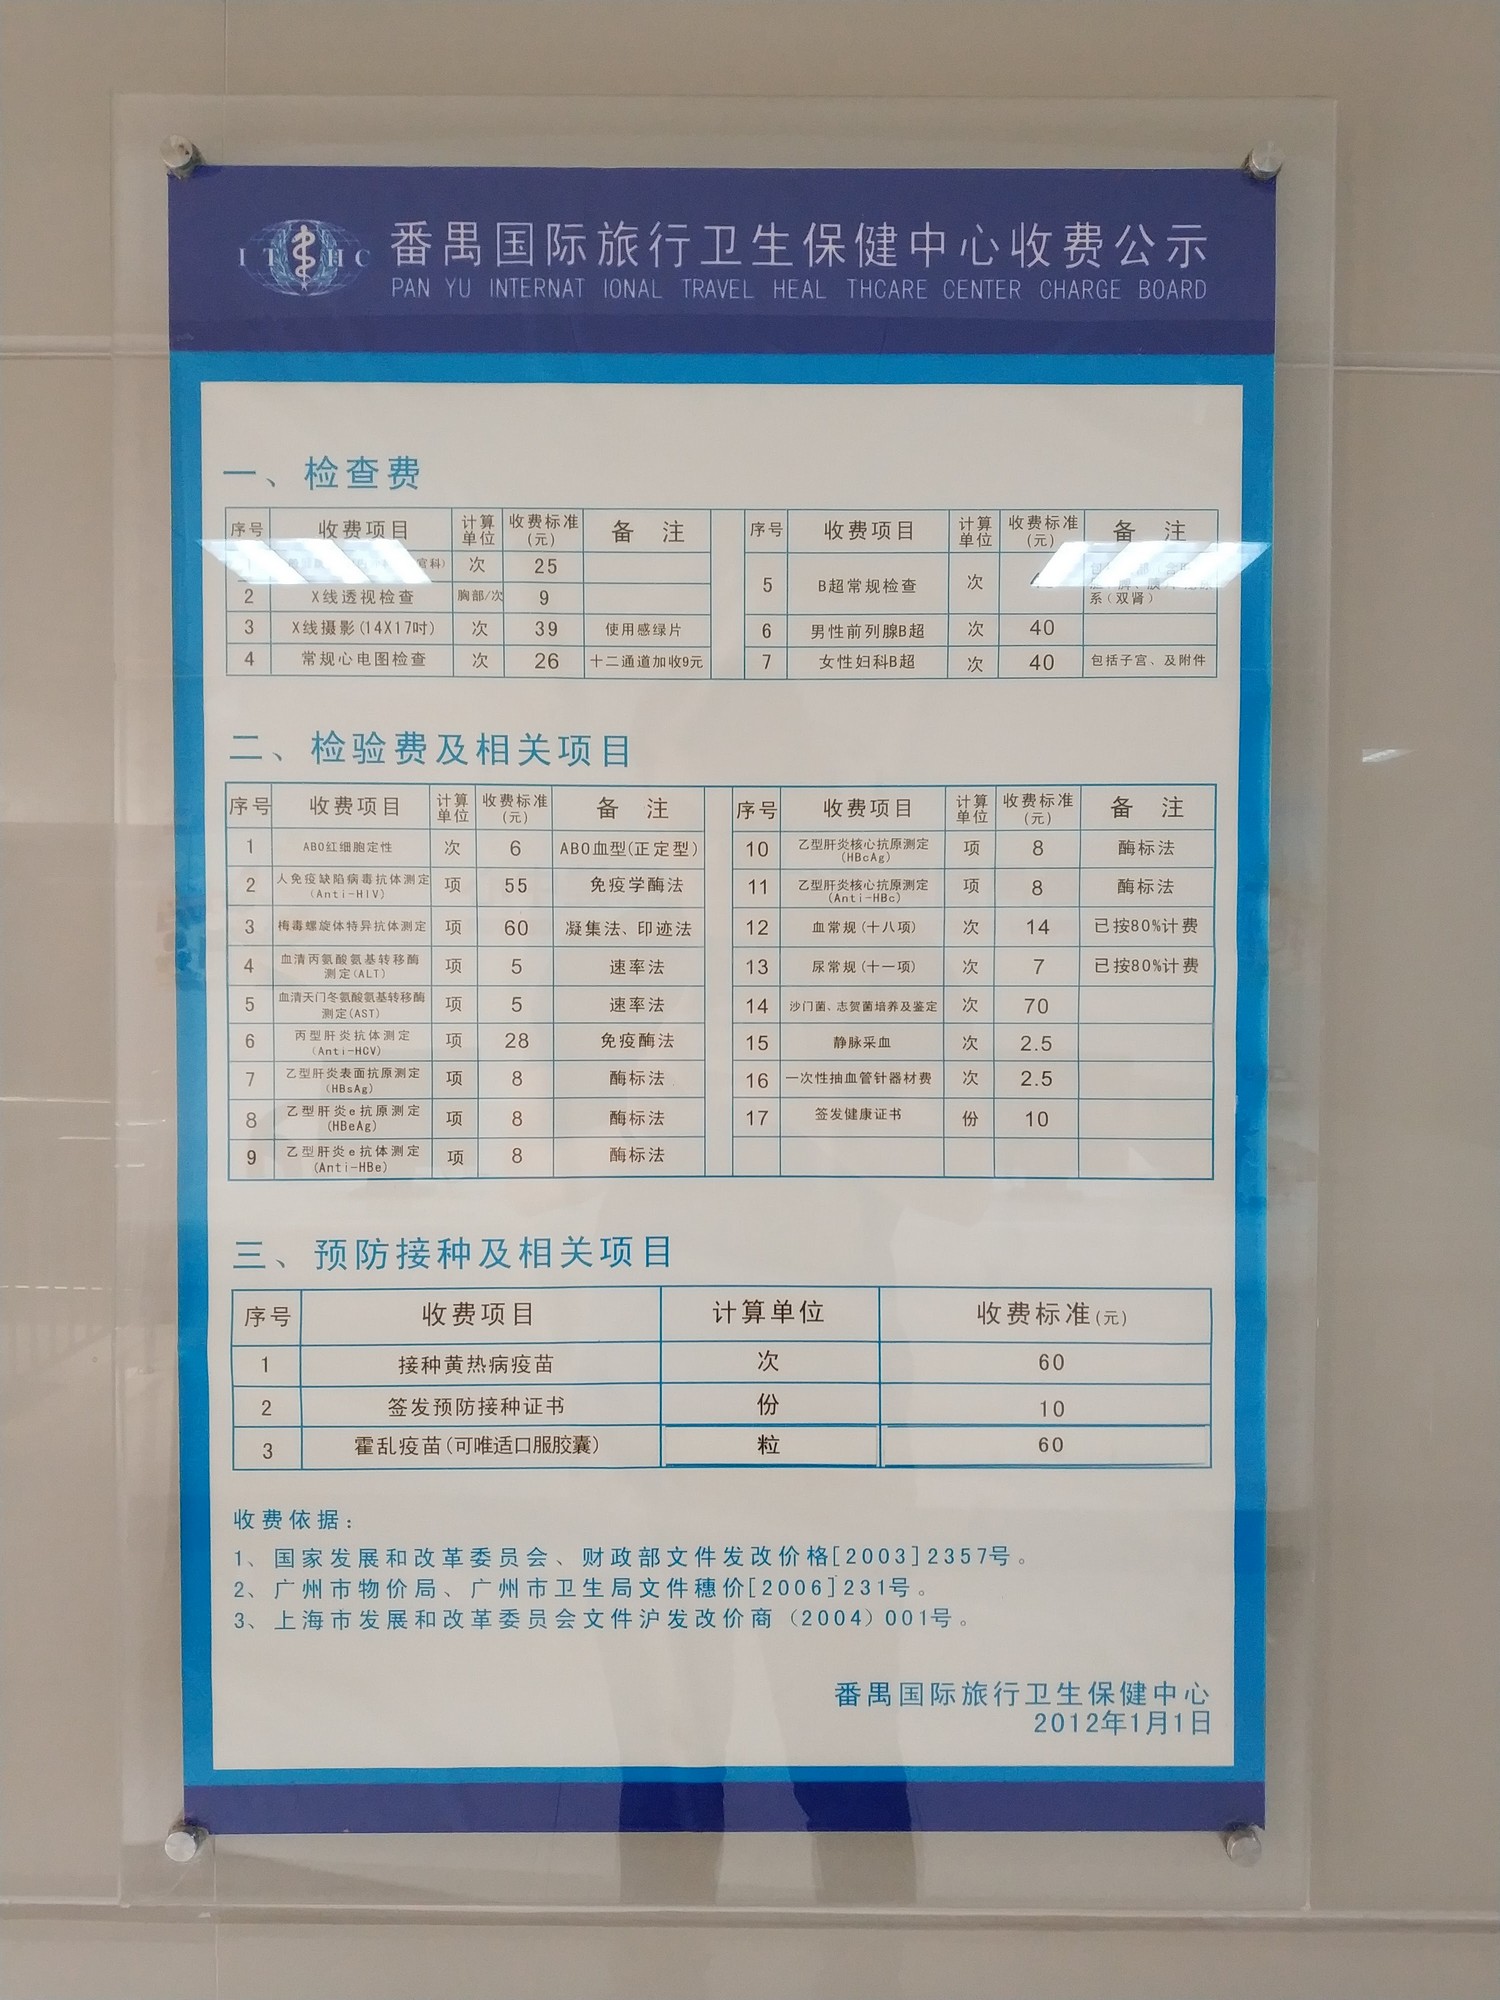 ITHC
番禺国际旅行卫生保健中心收费公示
PAN YU INTERNAT IONAL TRAVEL HEAL THCARE CENTER CHARGE BOARD
一、检查费
序号 收费项目 计算单位 收费标准(元) 备 注
科) 次 25
2 X线透视检查 胸部/次 9
3 X线摄影(14X17吋) 次 39 使用感绿片
4 常规心电图检查 次 26 十二通道加收9元
序号 收费项目 计算单位 收费标准(元) 备 注
5 B超常规检查 次 系(双肾)
6 男性前列腺B超 次 40
7 女性妇科B超 次 40 包括子宫、及附件
二、检验费及相关项目
序号 收费项目 计算单位 收费标准(元) 备 注
1 ABO红细胞定性 次 6 ABO血型(正定型)
2 人免疫缺陷病毒抗体测定(Anti-HIV) 项 55 免疫学酶法
3 梅毒螺旋体特异抗体测定 项 60 凝集法、印迹法
4 血清丙氨酸氨基转移酶测定(ALT) 项 5 速率法
5 血清天门冬氨酸氨基转移酶测定(AST) 项 5 速率法
6 丙型肝炎抗体测定(Anti-HCV) 项 28 免疫酶法
7 乙型肝炎表面抗原测定(HBsAg) 项 8 酶标法
8 乙型肝炎e抗原测定(HBeAg) 项 8 酶标法
9 乙型肝炎e抗体测定(Anti-HBe) 项 8 酶标法
序号 收费项目 计算单位 收费标准(元) 备 注
10 乙型肝炎核心抗原测定(HBcAg) 项 8 酶标法
11 乙型肝炎核心抗原测定(Anti-HBc) 项 8 酶标法
12 血常规(十八项) 次 14 已按80%计费
13 尿常规(十一项) 次 7 已按80%计费
14 沙门菌、志贺菌培养及鉴定 次 70
15 静脉采血 次 2.5
16 一次性抽血管针器材费 次 2.5
17 签发健康证书 份 10
三、预防接种及相关项目
序号 收费项目 计算单位 收费标准(元)
1 接种黄热病疫苗 次 60
2 签发预防接种证书 份 10
3 霍乱疫苗(可唯适口服胶囊) 粒 60
收费依据:
1、国家发展和改革委员会、财政部文件发改价格[2003]2357号。
2、广州市物价局、广州市卫生局文件穗价[2006]231号。
3、上海市发展和改革委员会文件沪发改价商(2004)001号。
番禺国际旅行卫生保健中心
2012年1月1日